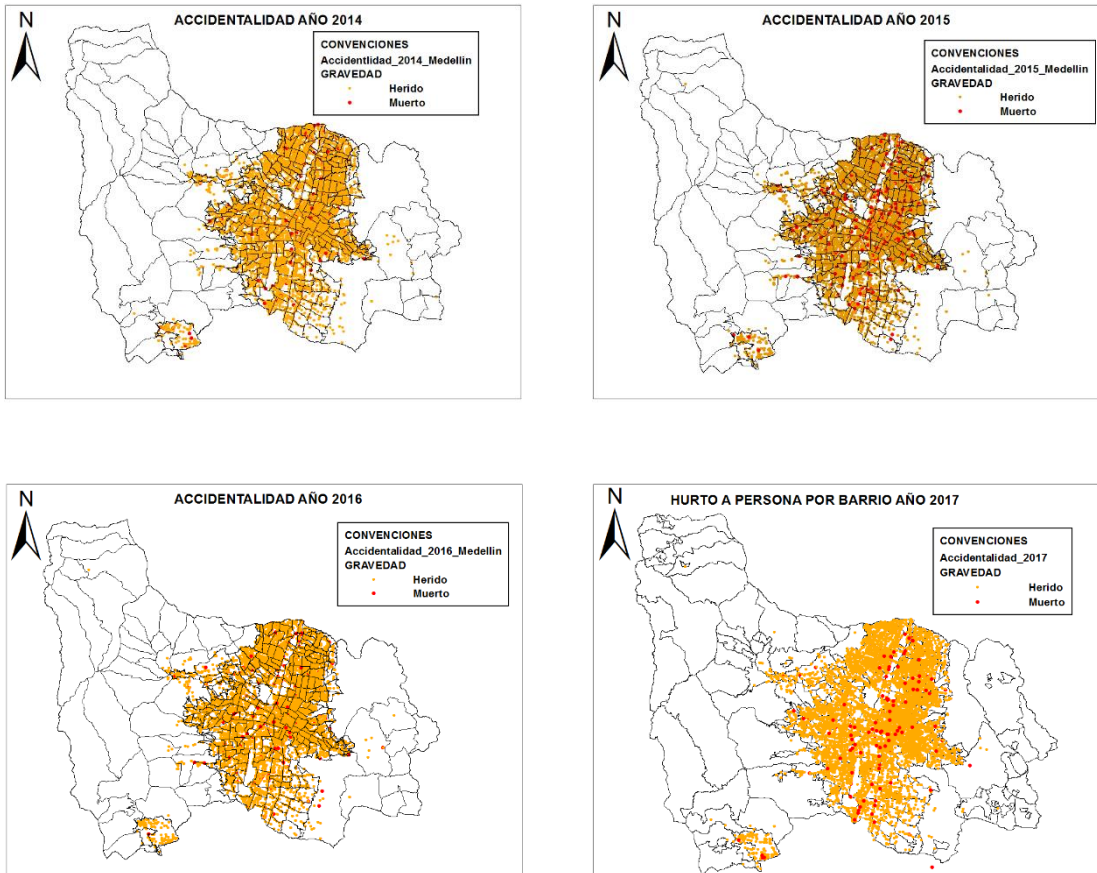 N
ACCIDENTALIDAD AÑO 2014
CONVENCIONES
Accidentlidad_2014_Medellin
GRAVEDAD
Herido
Muerto
N
ACCIDENTALIDAD AÑO 2015
CONVENCIONES
Accidentalidad_2015_Medellin
GRAVEDAD
Herido
Muerto
N
ACCIDENTALIDAD AÑO 2016
CONVENCIONES
Accidentalidad_2016_Medellin
GRAVEDAD
Herido
Muerto
N
HURTO A PERSONA POR BARRIO AÑO 2017
CONVENCIONES
Accidentalidad_2017
GRAVEDAD
Herido
Muerto